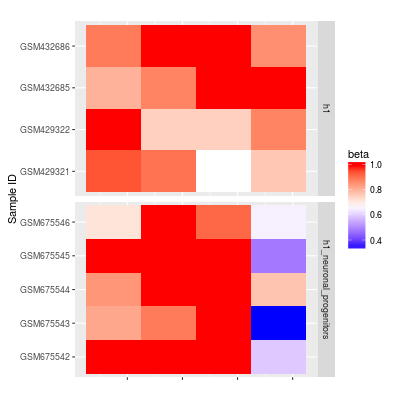 GSM432686
GSM432685
GSM429322
GSM429321
h1
GSM675546
GSM675545
GSM675544
GSM675543
GSM675542
h1_neuronal_progenitors
Sample ID
beta
1.0
0.8
0.6
0.4